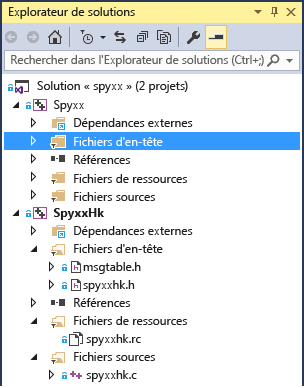 Explorateur de solutions
Rechercher dans l'Explorateur de solutions (Ctrl+;)
Solution « spyxx » (2 projets)
Spyxx
Dépendances externes
Fichiers d'en-tête
Références
Fichiers de ressources
Fichiers sources
SpyxxHk
Dépendances externes
Fichiers d'en-tête
msgtable.h
spyxxhk.h
Références
Fichiers de ressources
spyxxhk.rc
Fichiers sources
spyxxhk.c